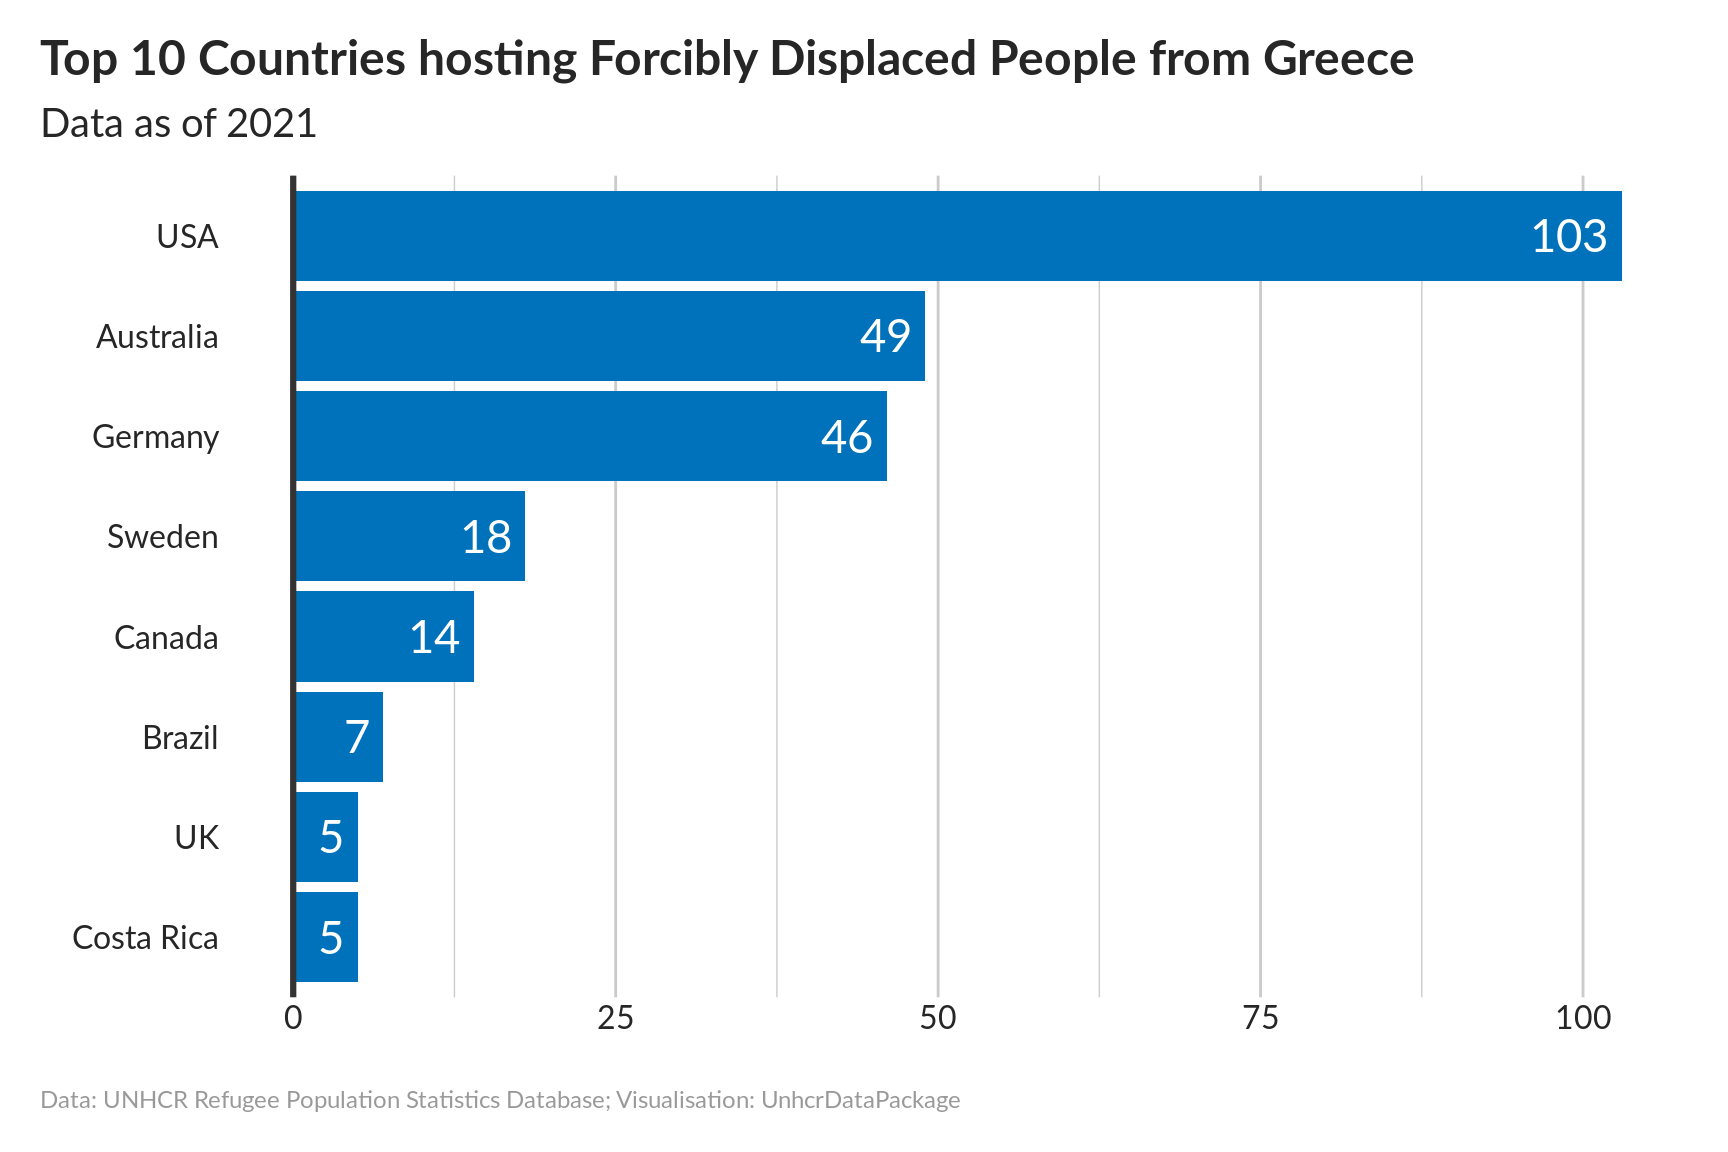 Top 10 Countries hosting Forcibly Displaced People from Greece
Data as of 2021
USA 103
Australia 49
Germany 46
Sweden 18
Canada 14
Brazil 7
UK 5
Costa Rica 5
0 25 50 75 100
Data: UNHCR Refugee Population Statistics Database; Visualisation: UnhcrDataPackage